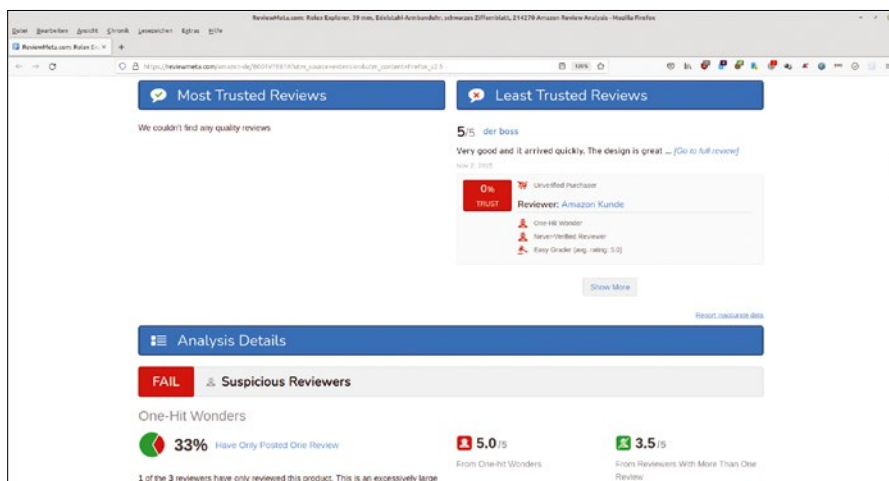 ReviewMeta.com: Rolex Explorer, 39 mm, Edelstahl-Armbanduhr, schwarzes Ziffernblatt, 214270 Amazon Review Analysis - Mozilla Firefox
Datei Bearbeiten Ansicht Chronik Lesezeichen Extras Hilfe
ReviewMeta.com: Rolex Ex
120%
Most Trusted Reviews
We couldn't find any quality reviews
Least Trusted Reviews
5/5 der boss
Very good and it arrived quickly. The design is great ... [Go to full review]
0% TRUST
Unverified Purchaser
Reviewer: Amazon Kunde
One-Hit Wonder
Never-Verified Reviewer
Easy Grader (avg. rating: 5.0)
Show More
Report inaccurate data
Analysis Details
FAIL Suspicious Reviewers
One-Hit Wonders
33% Have Only Posted One Review
5.0/5
From One-hit Wonders
3.5/5
From Reviewers With More Than One
Review
1 of the 3 reviewers have only reviewed this product. This is an excessively large